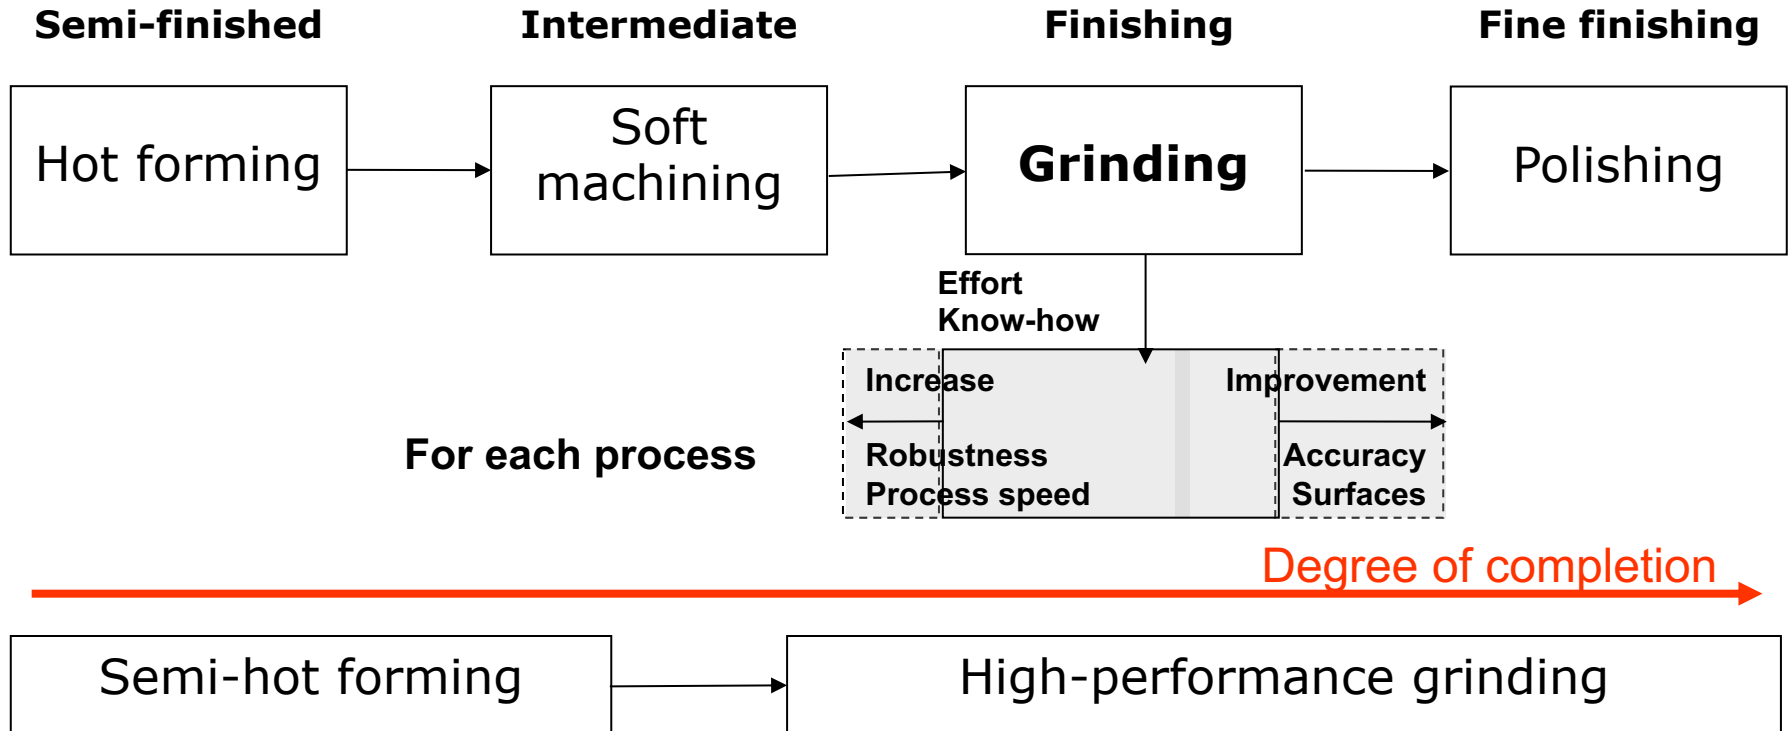 Semi-finished Intermediate Finishing Fine finishing
Hot forming
Soft
machining
Grinding
Polishing
Effort
Know-how
Increase
Improvement
For each process
Robustness
Process speed
Accuracy
Surfaces
Degree of completion
Semi-hot forming
High-performance grinding